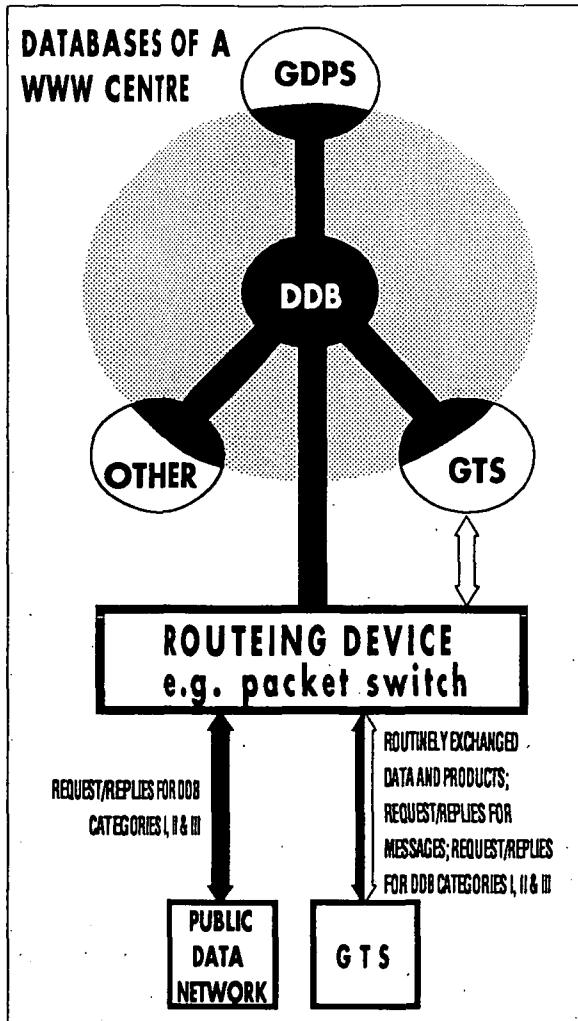 DATABASES OF A
WWW CENTRE
GDPS
DDB
OTHER
GTS
ROUTEING DEVICE
e.g. packet switch
REQUEST/REPLIES FOR DDB
CATEGORIES I, II & III
ROUTINELY EXCHANGED
DATA AND PRODUCTS;
REQUEST/REPLIES FOR
MESSAGES; REQUEST/REPLIES
FOR DDB CATEGORIES I, II & III
PUBLIC
DATA
NETWORK
G T S